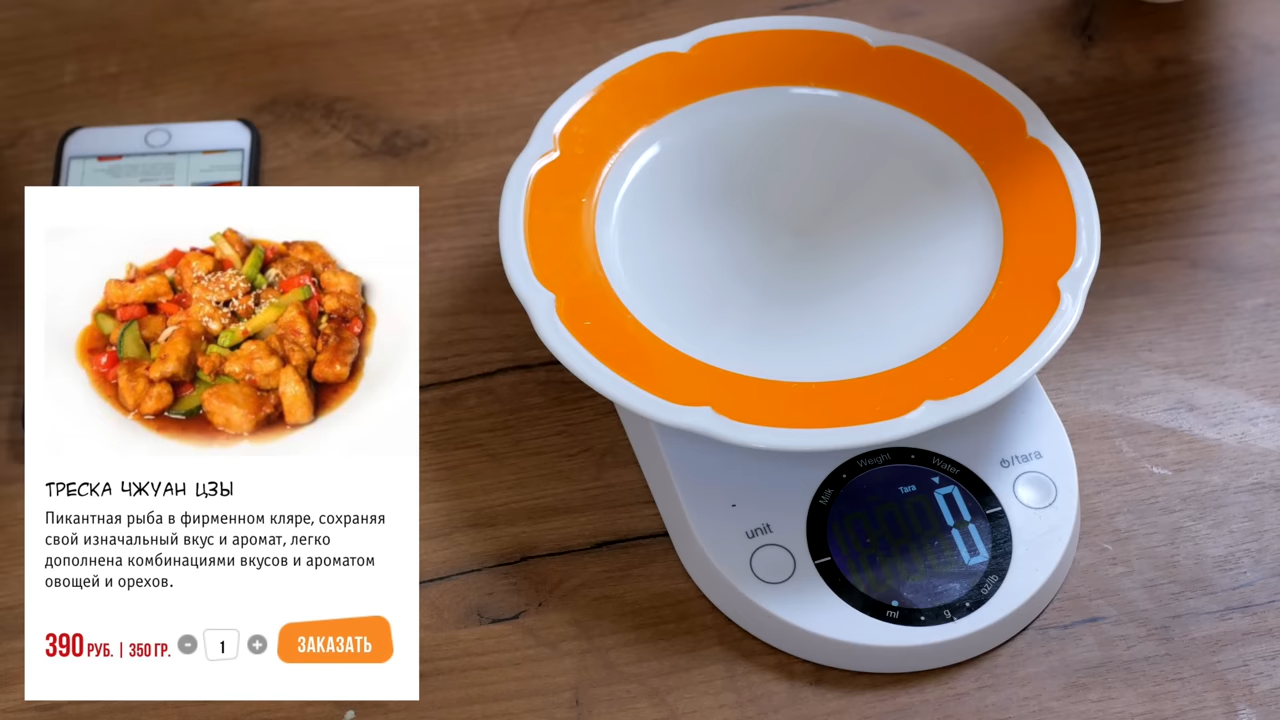 ТРЕСКА ЧЖУАН ЦЗЫ
Пикантная рыба в фирменном кляре, сохраняя
свой изначальный вкус и аромат, легко
дополнена комбинациями вкусов и ароматом
овощей и орехов.
390 РУБ. | 350 ГР. - 1 + ЗАКАЗАТЬ
Milk • Weight • Water
Tara
0
ml • g • oz/lb
unit
⏻/tara